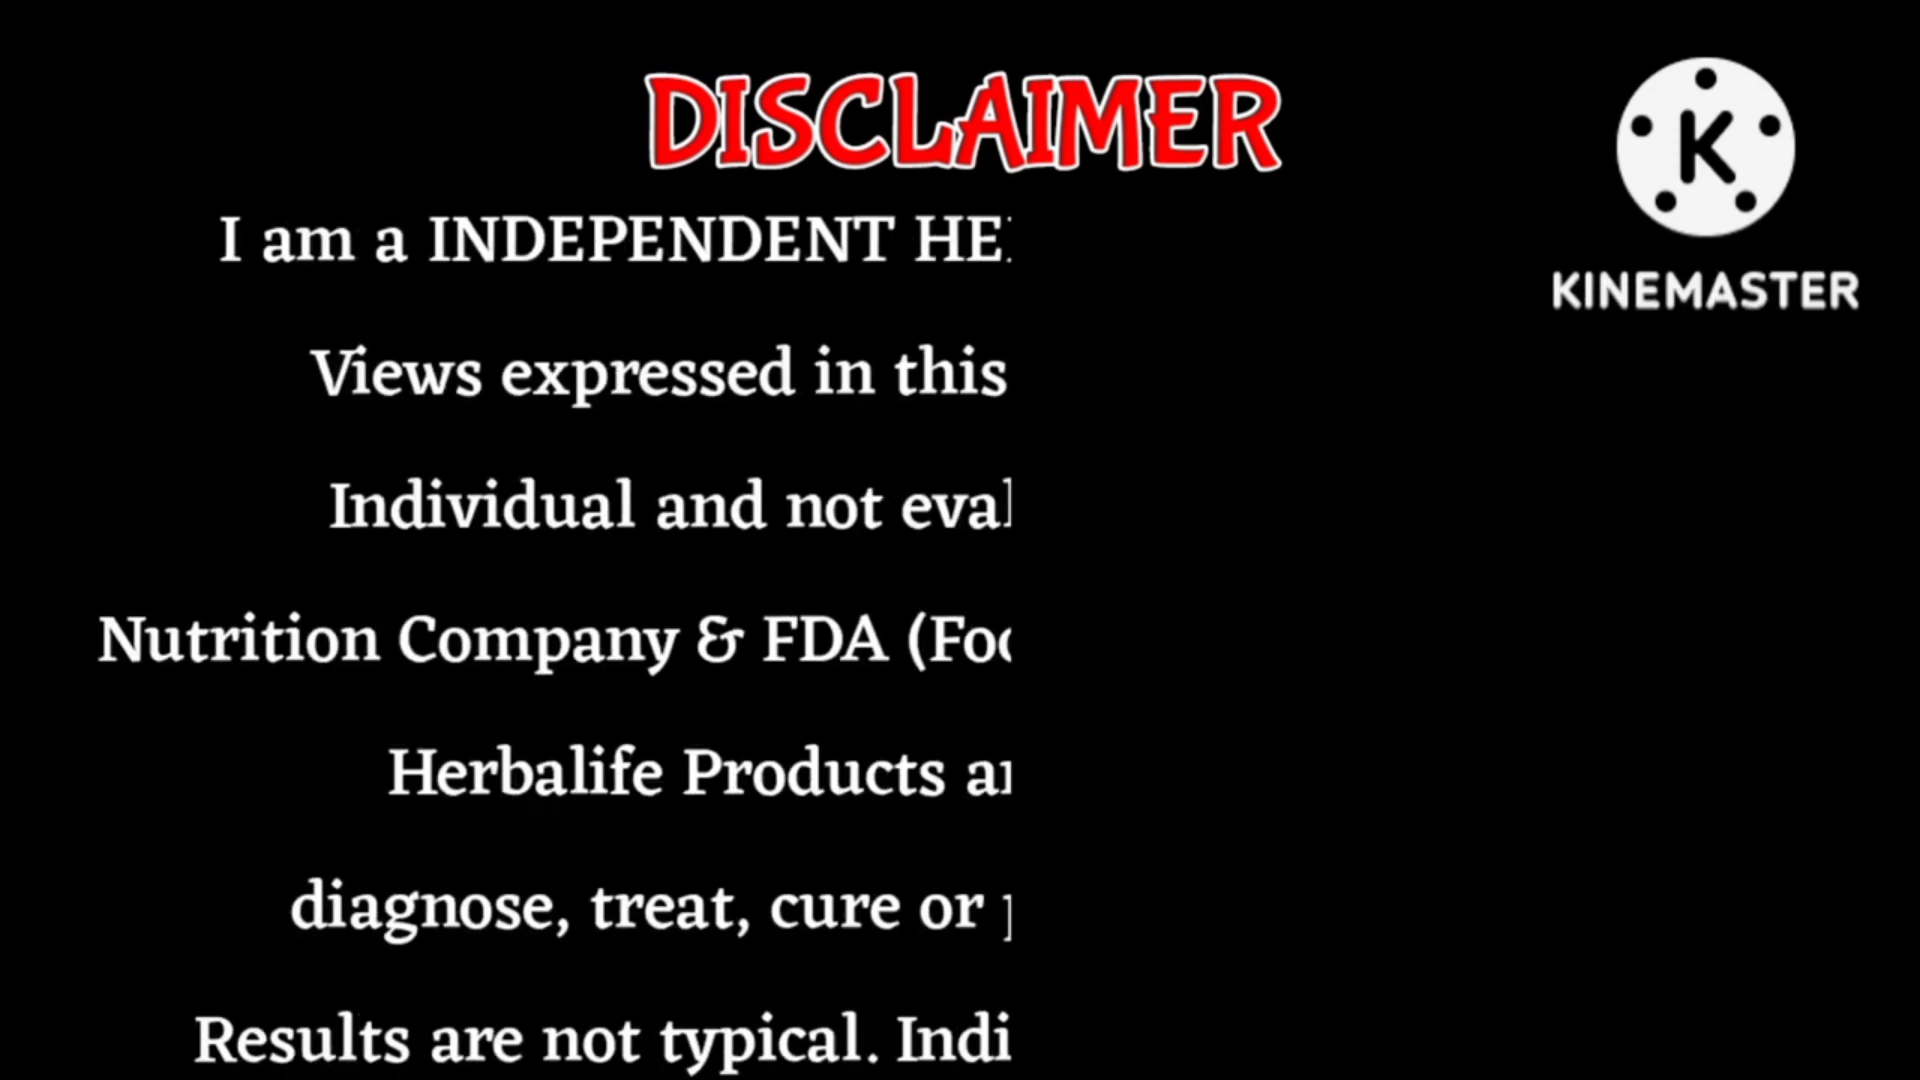 DISCLAIMER
KINEMASTER
I am a INDEPENDENT
Views expressed in this
Individual and not
Nutrition Company & FDA
Herbalife Products
diagnose, treat, cure or
Results are not typical.